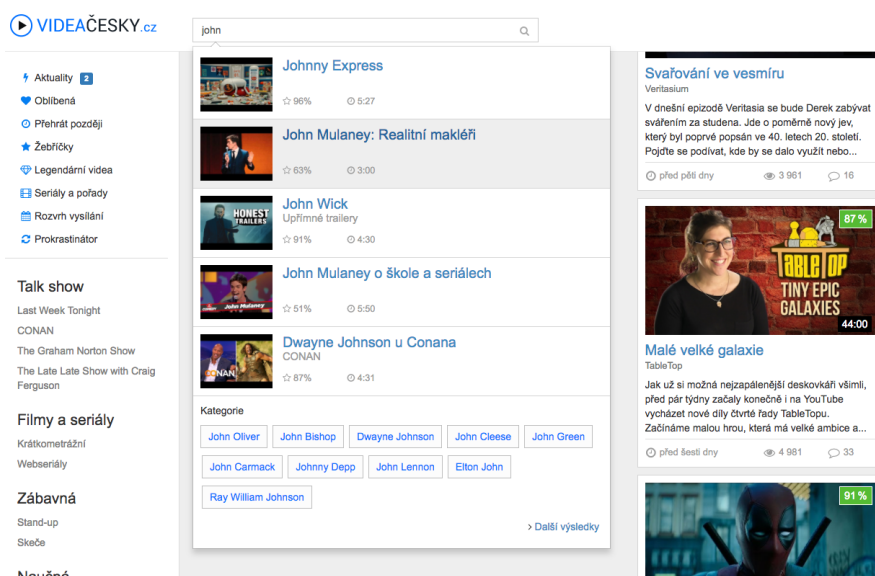 VIDEAČESKY.cz
john
Aktuality 2
Oblíbená
Přehrát později
Žebříčky
Legendární videa
Seriály a pořady
Rozvrh vysílání
Prokrastinátor
Talk show
Last Week Tonight
CONAN
The Graham Norton Show
The Late Late Show with Craig
Ferguson
Filmy a seriály
Krátkometrážní
Webseriály
Zábavná
Stand-up
Skeče
Naučná
Johnny Express
96% 5:27
John Mulaney: Realitní makléři
63% 3:00
HONEST
TRAILERS
John Wick
Upřímné trailery
91% 4:30
John Mulaney
John Mulaney o škole a seriálech
51% 5:50
CONAN
Dwayne Johnson u Conana
CONAN
87% 4:31
Kategorie
John Oliver John Bishop Dwayne Johnson John Cleese John Green
John Carmack Johnny Depp John Lennon Elton John
Ray William Johnson
› Další výsledky
Svařování ve vesmíru
Veritasium
V dnešní epizodě Veritasia se bude Derek zabývat
svářením za studena. Jde o poměrně nový jev,
který byl poprvé popsán ve 40. letech 20. století.
Pojďte se podívat, kde by se dalo využít nebo...
před pěti dny 3 961 16
87 %
TABLETOP
TINY EPIC
GALAXIES
44:00
Malé velké galaxie
TableTop
Jak už si možná nejzapálenější deskovkáři všimli,
před pár týdny začaly konečně i na YouTube
vycházet nové díly čtvrté řady TableTopu.
Začínáme malou hrou, která má velké ambice a...
před šesti dny 4 981 33
91 %